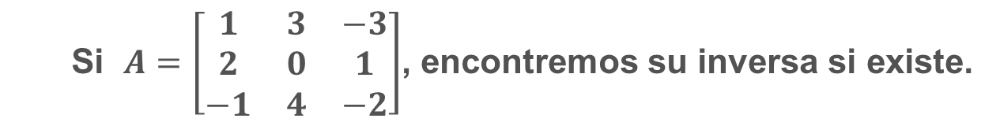 Si A = [1 3 −3
2 0 1
−1 4 −2], encontremos su inversa si existe.